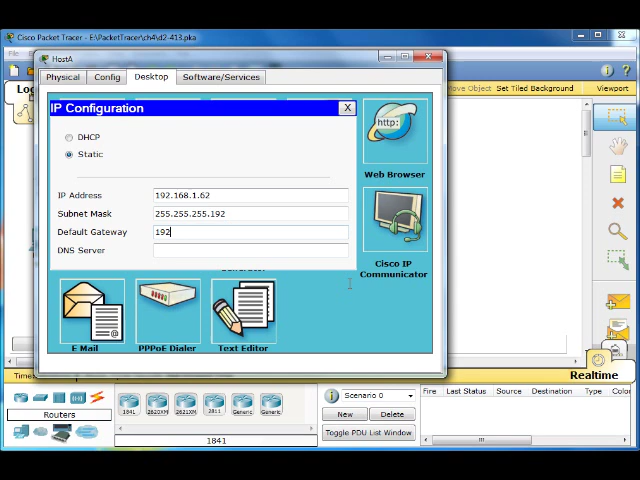 Cisco Packet Tracer - E:\PacketTracer\ch4\d2-413.pka
HostA
Physical
Config
Desktop
Software/Services
Move Object
Set Tiled Background
Viewport
IP Configuration
X
DHCP
Static
IP Address
192.168.1.62
Subnet Mask
255.255.255.192
Default Gateway
192
DNS Server
http:
Web Browser
Cisco IP
Communicator
E Mail
PPPoE Dialer
Text Editor
Realtime
Routers
1841
2620XM
2621XM
2811
Generic
Generic
1841
Scenario 0
New
Delete
Toggle PDU List Window
Fire
Last Status
Source
Destination
Type
Color